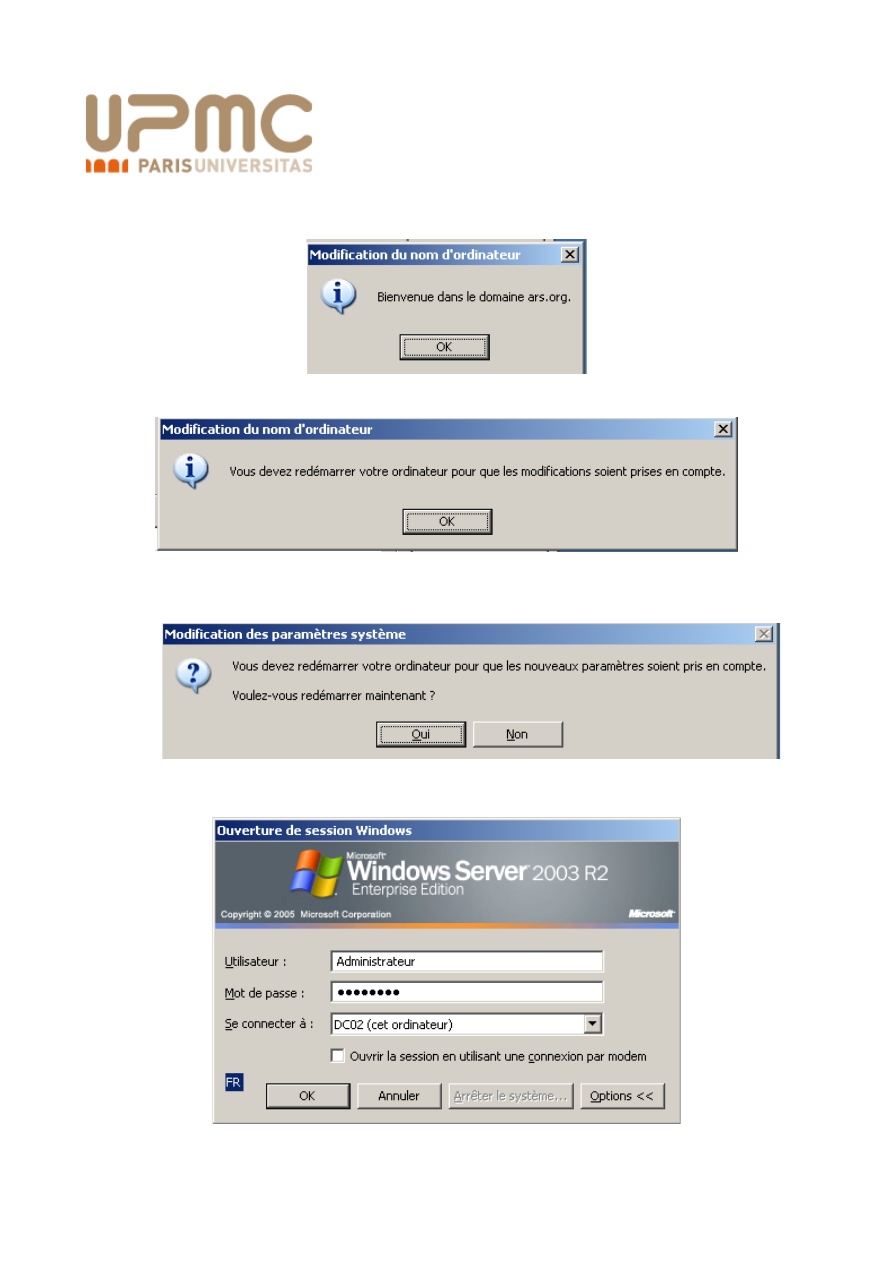 UPMC
PARISUNIVERSITAS
Modification du nom d'ordinateur
Bienvenue dans le domaine ars.org.
OK
Modification du nom d'ordinateur
Vous devez redémarrer votre ordinateur pour que les modifications soient prises en compte.
OK
Modification des paramètres système
Vous devez redémarrer votre ordinateur pour que les nouveaux paramètres soient pris en compte.
Voulez-vous redémarrer maintenant ?
Oui Non
Ouverture de session Windows
Microsoft
Windows Server 2003 R2
Enterprise Edition
Copyright © 2005 Microsoft Corporation Microsoft
Utilisateur : Administrateur
Mot de passe : ●●●●●●●●
Se connecter à : DC02 (cet ordinateur)
Ouvrir la session en utilisant une connexion par modem
FR
OK Annuler Arrêter le système... Options <<